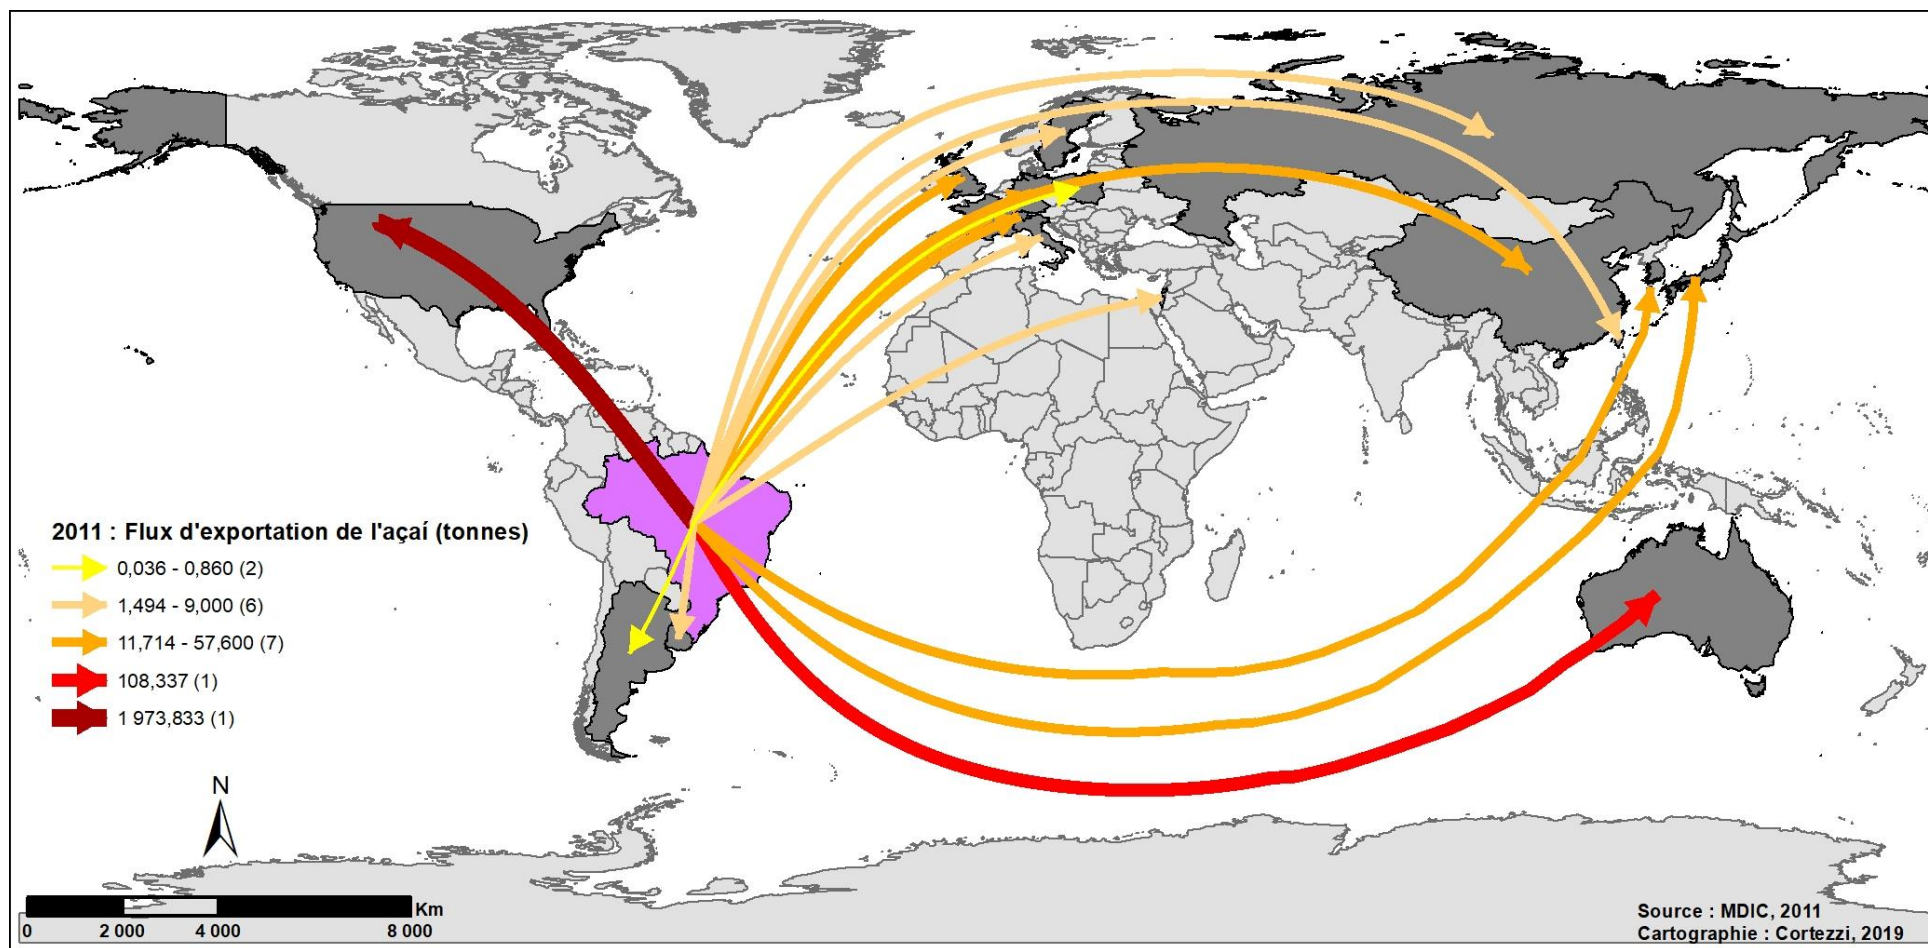 2011 : Flux d'exportation de l'açaí (tonnes)
0,036 - 0,860 (2)
1,494 - 9,000 (6)
11,714 - 57,600 (7)
108,337 (1)
1 973,833 (1)
N
Km
0 2 000 4 000 8 000
Source : MDIC, 2011
Cartographie : Cortezzi, 2019